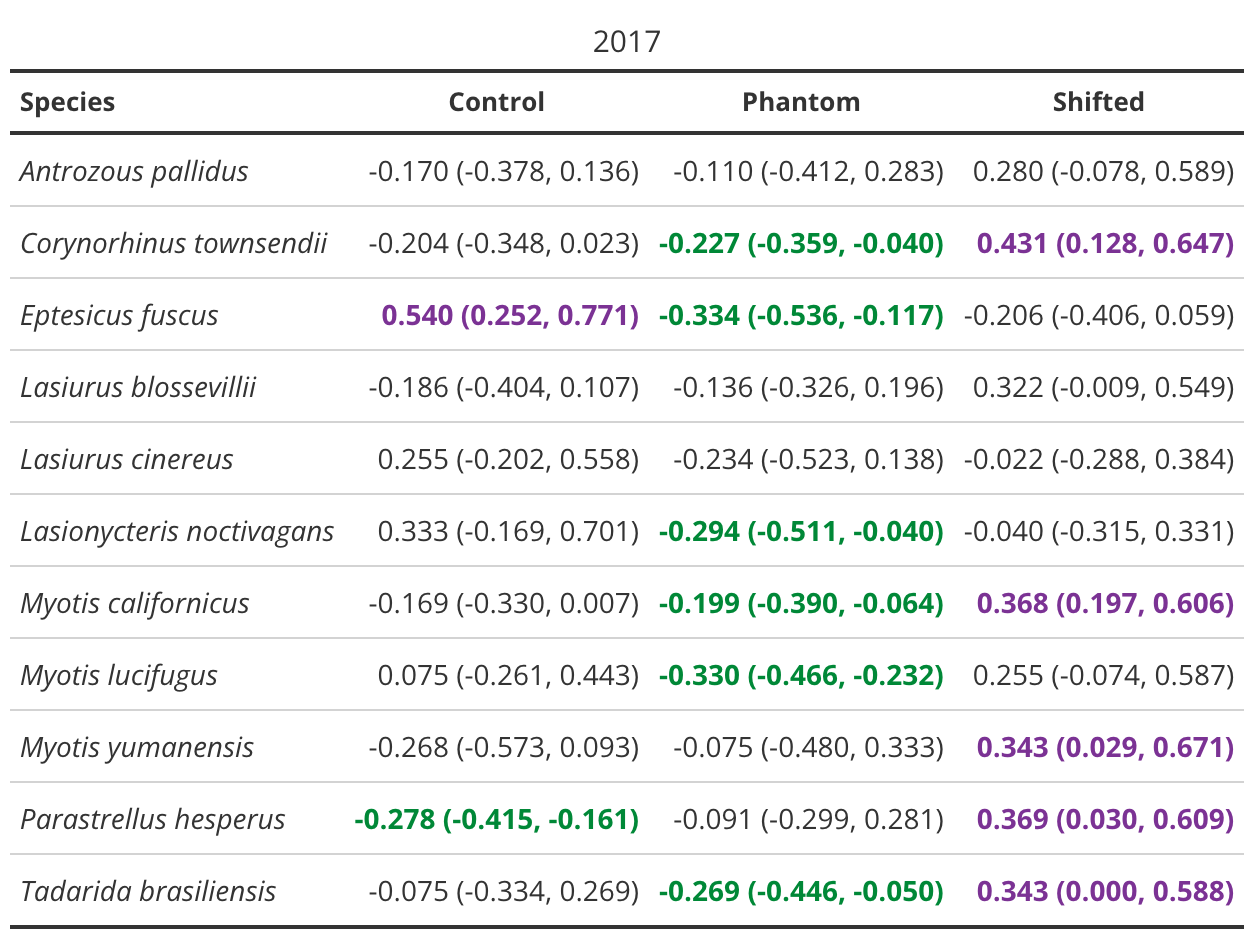 2017
Species Control Phantom Shifted
Antrozous pallidus -0.170 (-0.378, 0.136) -0.110 (-0.412, 0.283) 0.280 (-0.078, 0.589)
Corynorhinus townsendii -0.204 (-0.348, 0.023) -0.227 (-0.359, -0.040) 0.431 (0.128, 0.647)
Eptesicus fuscus 0.540 (0.252, 0.771) -0.334 (-0.536, -0.117) -0.206 (-0.406, 0.059)
Lasiurus blossevillii -0.186 (-0.404, 0.107) -0.136 (-0.326, 0.196) 0.322 (-0.009, 0.549)
Lasiurus cinereus 0.255 (-0.202, 0.558) -0.234 (-0.523, 0.138) -0.022 (-0.288, 0.384)
Lasionycteris noctivagans 0.333 (-0.169, 0.701) -0.294 (-0.511, -0.040) -0.040 (-0.315, 0.331)
Myotis californicus -0.169 (-0.330, 0.007) -0.199 (-0.390, -0.064) 0.368 (0.197, 0.606)
Myotis lucifugus 0.075 (-0.261, 0.443) -0.330 (-0.466, -0.232) 0.255 (-0.074, 0.587)
Myotis yumanensis -0.268 (-0.573, 0.093) -0.075 (-0.480, 0.333) 0.343 (0.029, 0.671)
Parastrellus hesperus -0.278 (-0.415, -0.161) -0.091 (-0.299, 0.281) 0.369 (0.030, 0.609)
Tadarida brasiliensis -0.075 (-0.334, 0.269) -0.269 (-0.446, -0.050) 0.343 (0.000, 0.588)